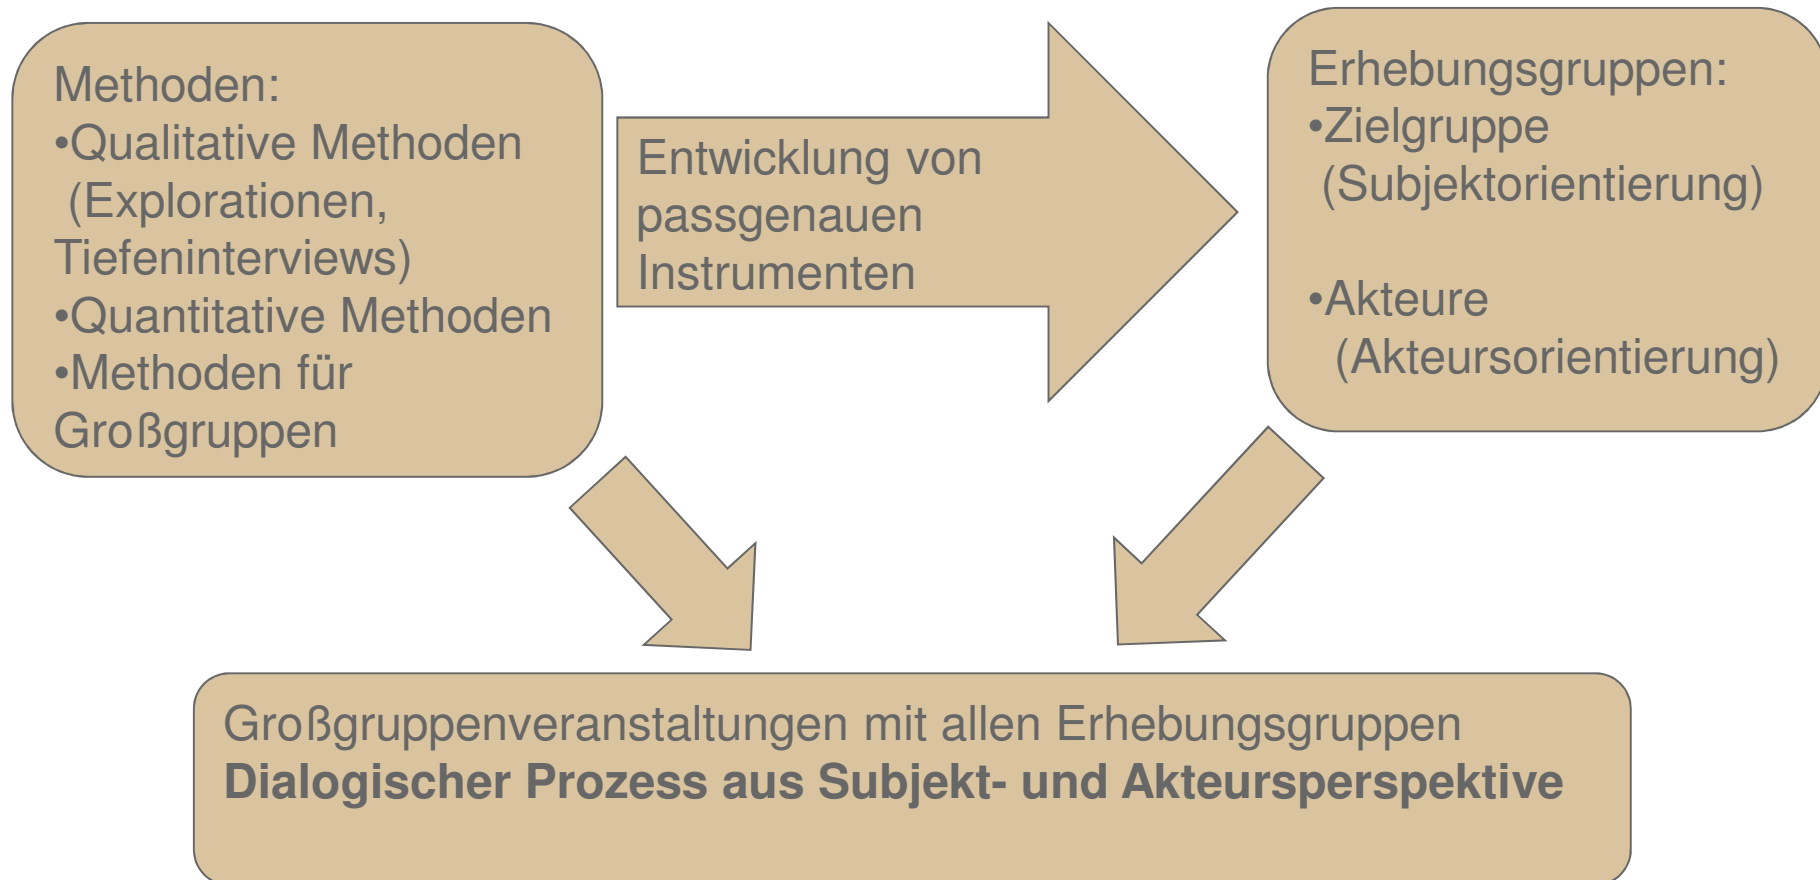 Methoden:
•Qualitative Methoden
(Explorationen,
Tiefeninterviews)
•Quantitative Methoden
•Methoden für
Großgruppen
Entwicklung von
passgenauen
Instrumenten
Erhebungsgruppen:
•Zielgruppe
(Subjektorientierung)
•Akteure
(Akteursorientierung)
Großgruppenveranstaltungen mit allen Erhebungsgruppen
Dialogischer Prozess aus Subjekt- und Akteursperspektive